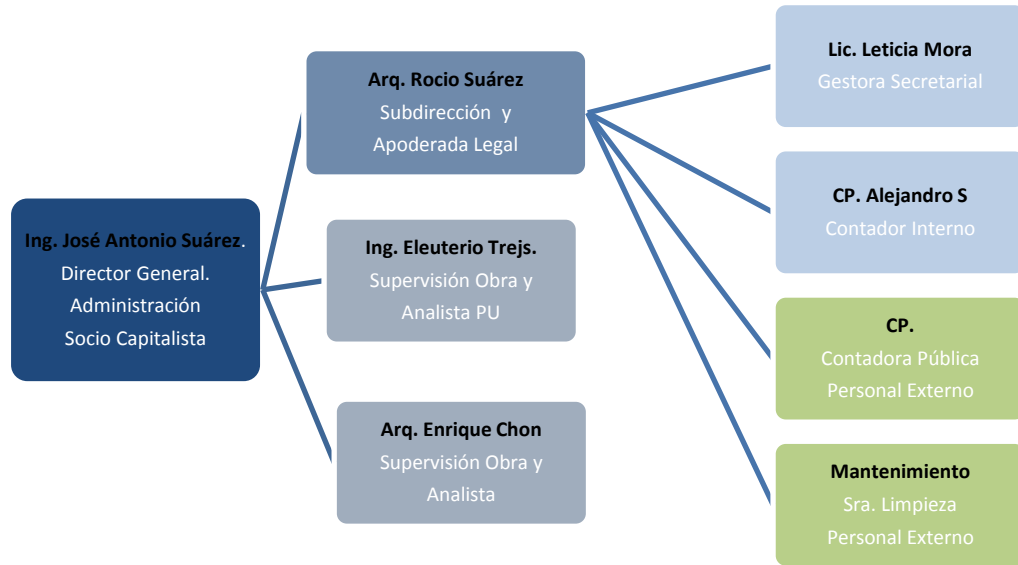 Ing. José Antonio Suárez.
Director General.
Administración
Socio Capitalista
Arq. Rocio Suárez
Subdirección y
Apoderada Legal
Ing. Eleuterio Trejs.
Supervisión Obra y
Analista PU
Arq. Enrique Chon
Supervisión Obra y
Analista
Lic. Leticia Mora
Gestora Secretarial
CP. Alejandro S
Contador Interno
CP.
Contadora Pública
Personal Externo
Mantenimiento
Sra. Limpieza
Personal Externo